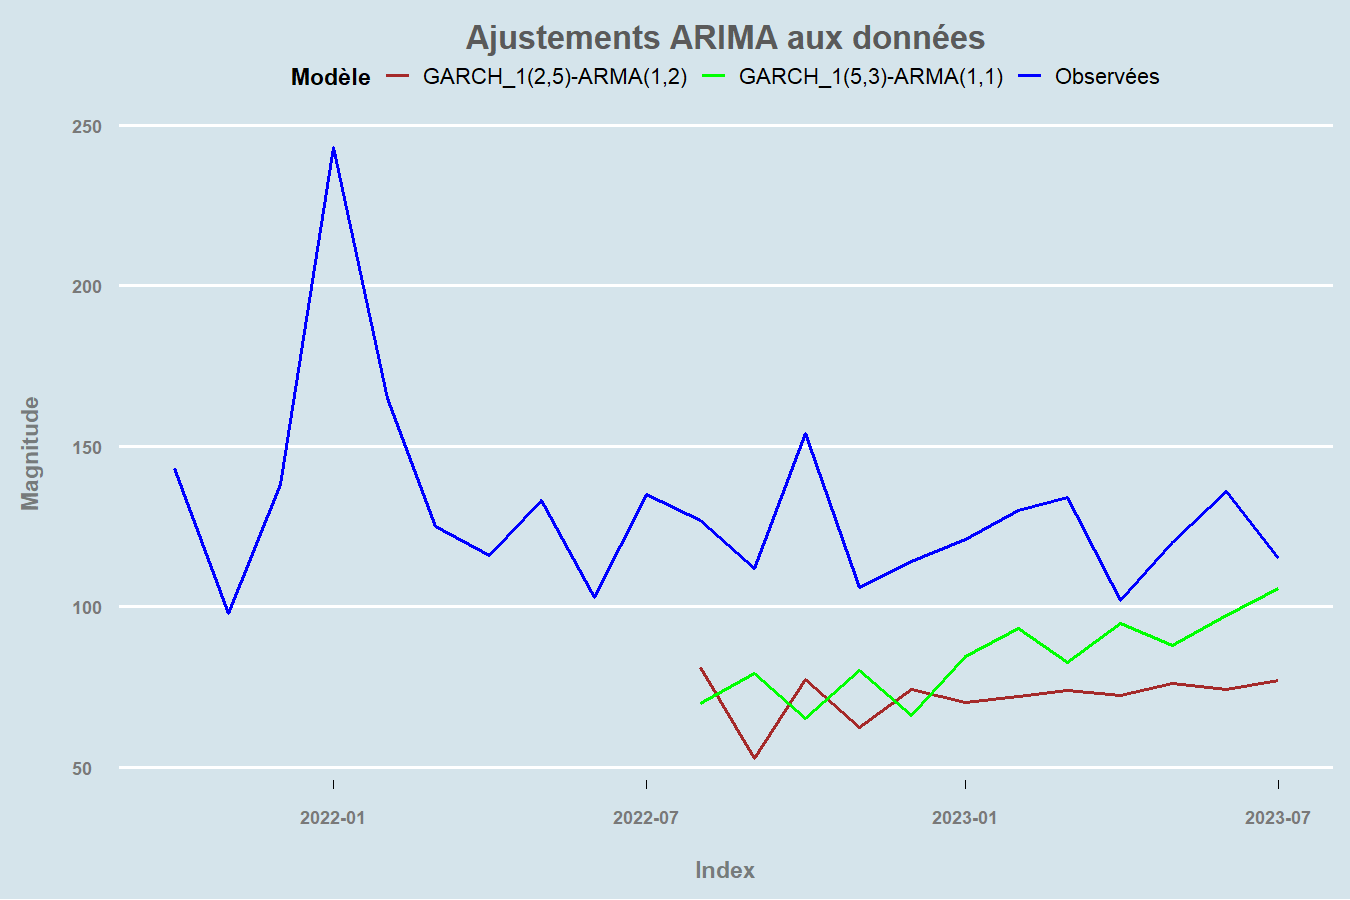 Ajustements ARIMA aux données
Modèle GARCH_1(2,5)-ARMA(1,2) GARCH_1(5,3)-ARMA(1,1) Observées
250
200
150
100
50
Magnitude
2022-01 2022-07 2023-01 2023-07
Index